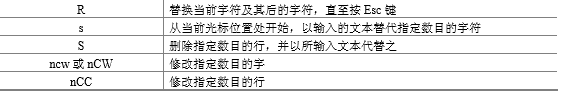 R 替换当前字符及其后的字符，直至按 Esc 键
s 从当前光标位置处开始，以输入的文本替代指定数目的字符
S 删除指定数目的行，并以所输入文本代替之
ncw 或 nCW 修改指定数目的字
nCC 修改指定数目的行